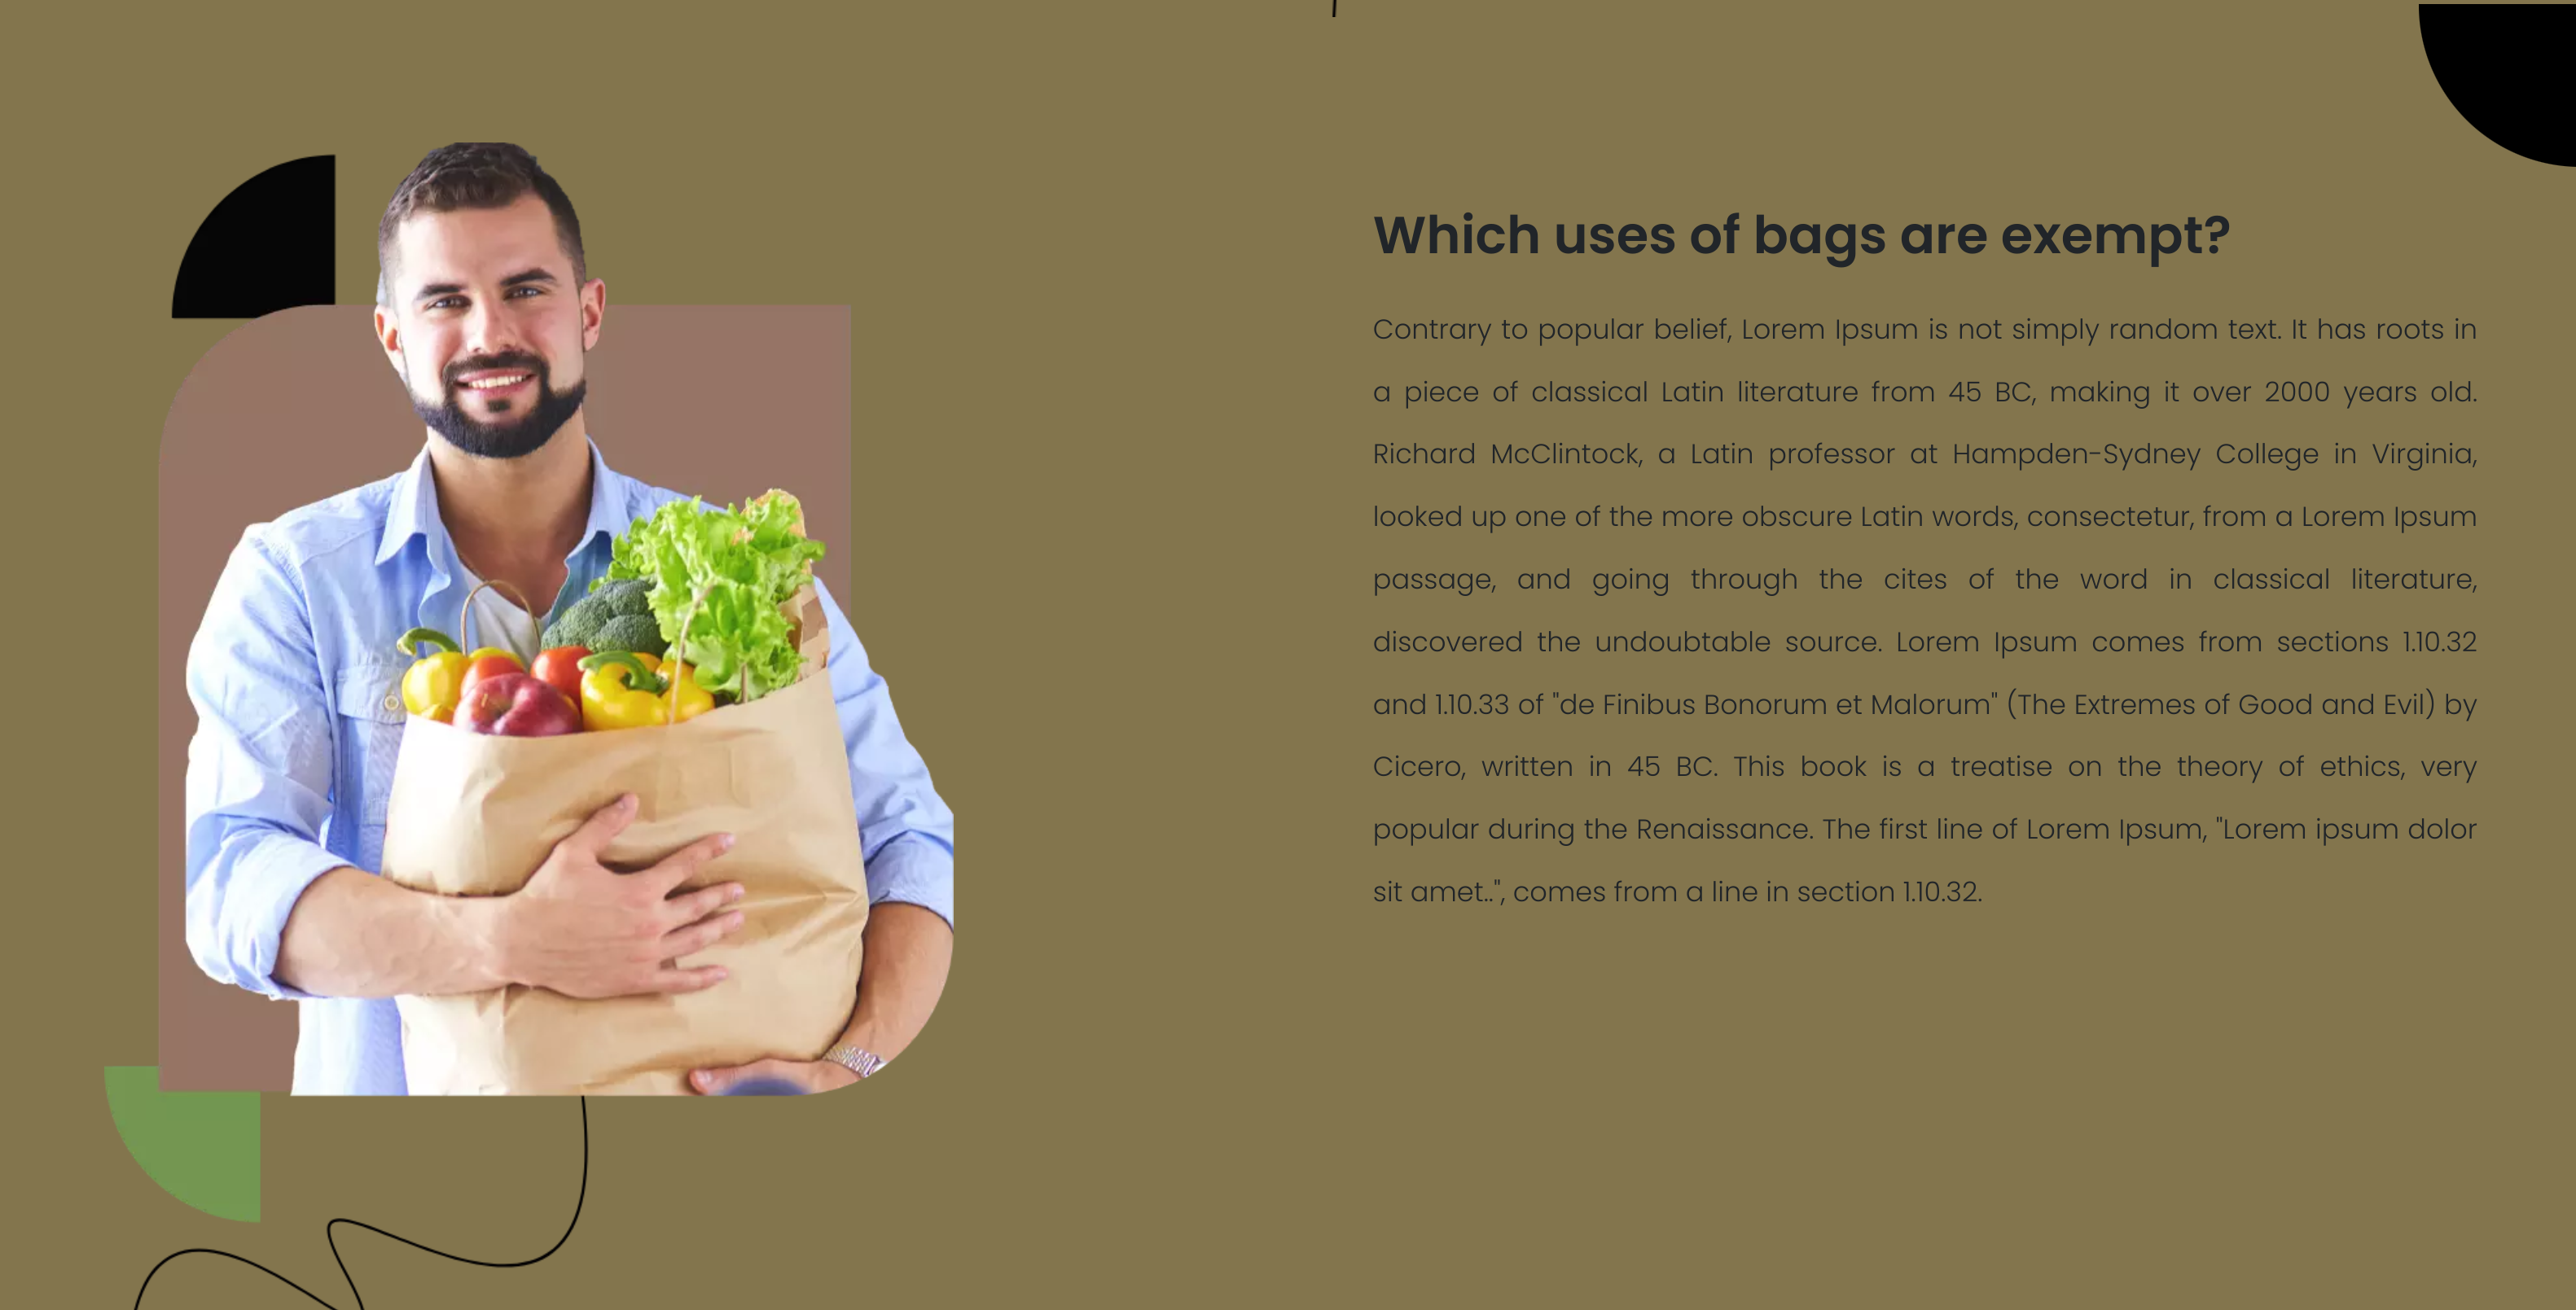 Which uses of bags are exempt?
Contrary to popular belief, Lorem Ipsum is not simply random text. It has roots in
a piece of classical Latin literature from 45 BC, making it over 2000 years old.
Richard McClintock, a Latin professor at Hampden-Sydney College in Virginia,
looked up one of the more obscure Latin words, consectetur, from a Lorem Ipsum
passage, and going through the cites of the word in classical literature,
discovered the undoubtable source. Lorem Ipsum comes from sections 1.10.32
and 1.10.33 of "de Finibus Bonorum et Malorum" (The Extremes of Good and Evil) by
Cicero, written in 45 BC. This book is a treatise on the theory of ethics, very
popular during the Renaissance. The first line of Lorem Ipsum, "Lorem ipsum dolor
sit amet..", comes from a line in section 1.10.32.